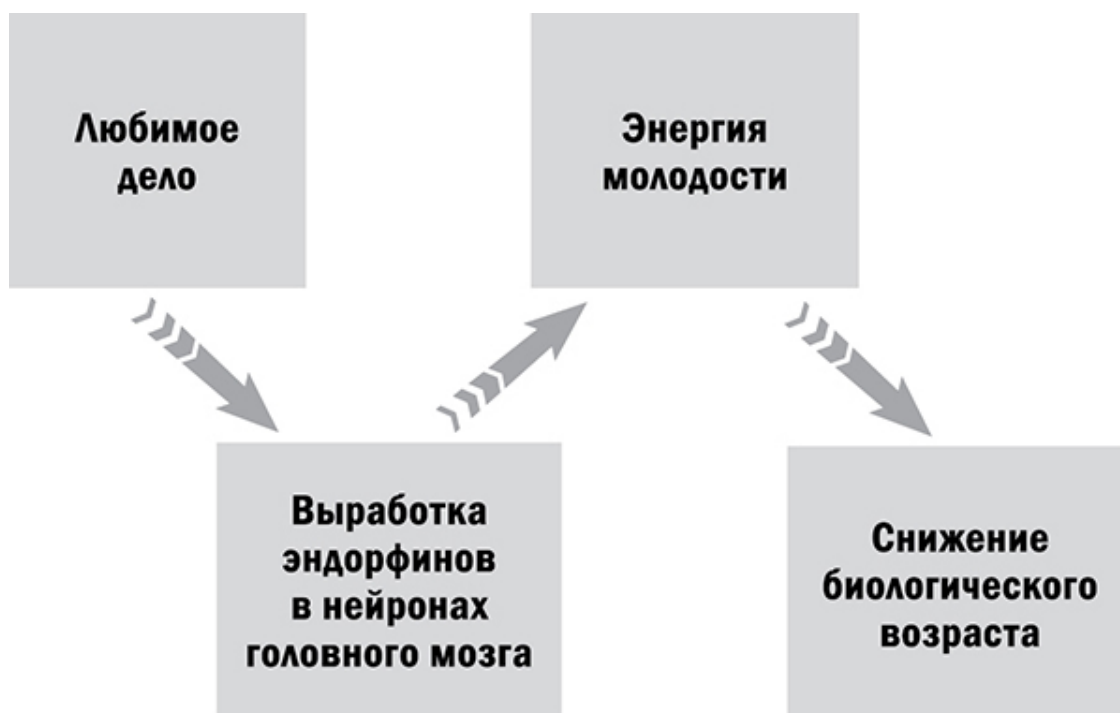 Любимое
дело
Выработка
эндорфинов
в нейронах
головного мозга
Энергия
молодости
Снижение
биологического
возраста